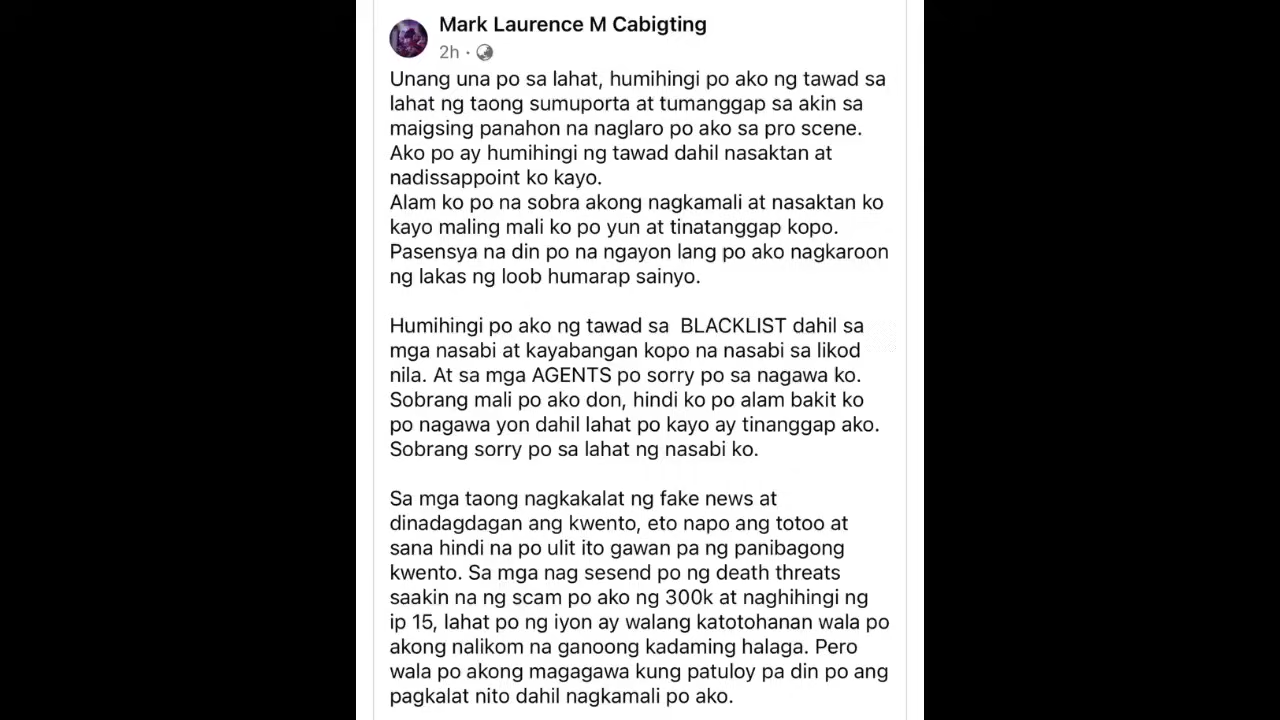 Mark Laurence M Cabigting
2h ·
Unang una po sa lahat, humihingi po ako ng tawad sa
lahat ng taong sumuporta at tumanggap sa akin sa
maigsing panahon na naglaro po ako sa pro scene.
Ako po ay humihingi ng tawad dahil nasaktan at
nadissappoint ko kayo.
Alam ko po na sobra akong nagkamali at nasaktan ko
kayo maling mali ko po yun at tinatanggap kopo.
Pasensya na din po na ngayon lang po ako nagkaroon
ng lakas ng loob humarap sainyo.
Humihingi po ako ng tawad sa BLACKLIST dahil sa
mga nasabi at kayabangan kopo na nasabi sa likod
nila. At sa mga AGENTS po sorry po sa nagawa ko.
Sobrang mali po ako don, hindi ko po alam bakit ko
po nagawa yon dahil lahat po kayo ay tinanggap ako.
Sobrang sorry po sa lahat ng nasabi ko.
Sa mga taong nagkakalat ng fake news at
dinadagdagan ang kwento, eto napo ang totoo at
sana hindi na po ulit ito gawan pa ng panibagong
kwento. Sa mga nag sesend po ng death threats
saakin na ng scam po ako ng 300k at naghihingi ng
ip 15, lahat po ng iyon ay walang katotohanan wala po
akong nalikom na ganoong kadaming halaga. Pero
wala po akong magagawa kung patuloy pa din po ang
pagkalat nito dahil nagkamali po ako.